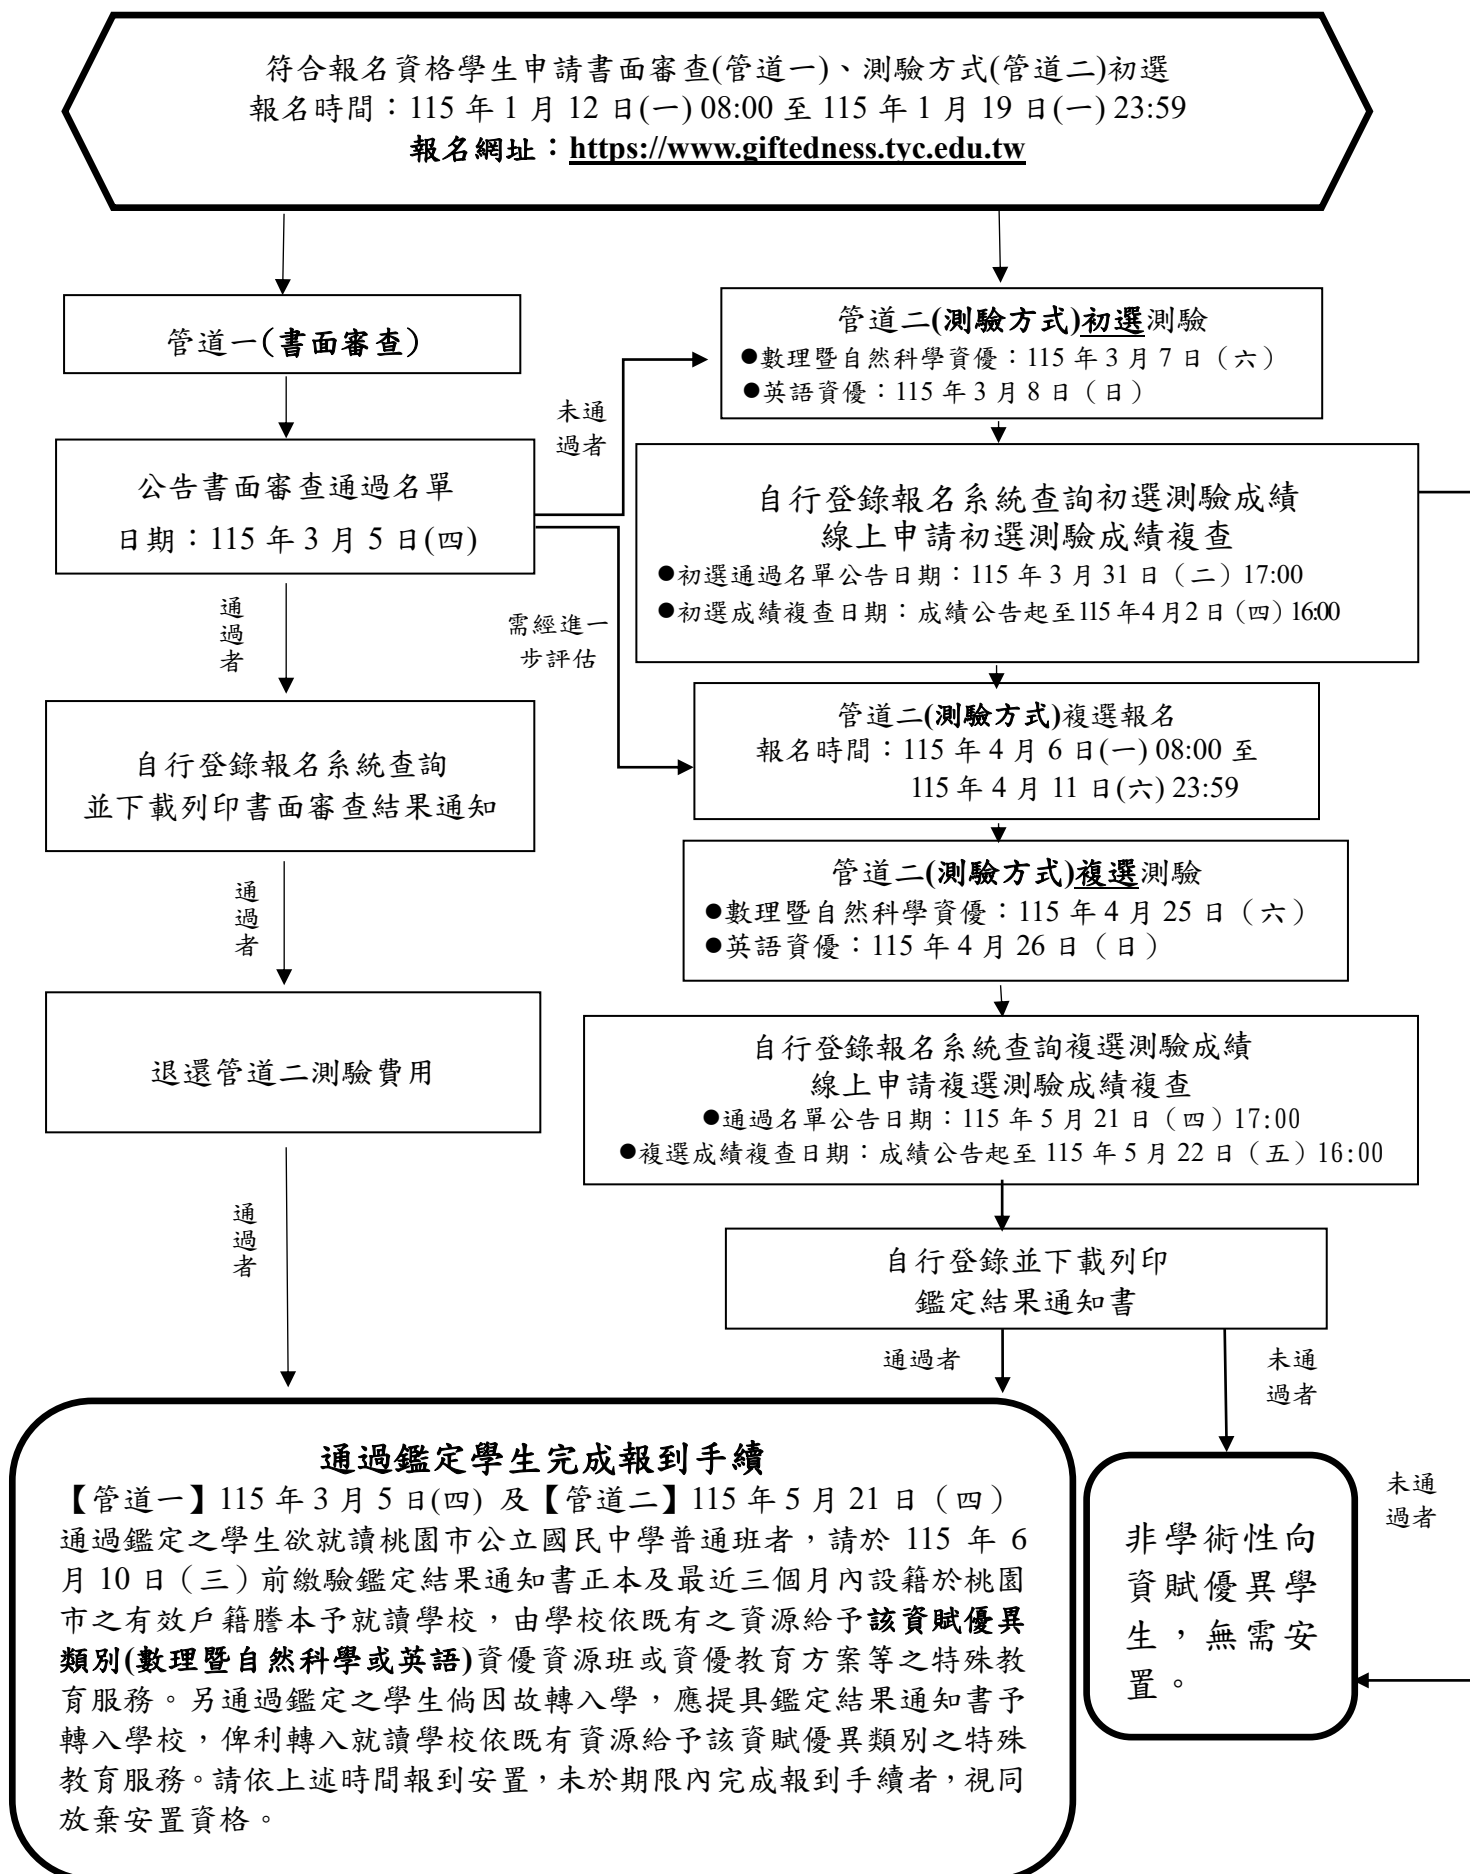 符合報名資格學生申請書面審查(管道一)、測驗方式(管道二)初選
報名時間：115 年 1 月 12 日(一) 08:00 至 115 年 1 月 19 日(一) 23:59
報名網址：https://www.giftedness.tyc.edu.tw
管道一(書面審查)
公告書面審查通過名單
日期：115 年 3 月 5 日(四)
未通
過者
需經進一
步評估
通
過
者
自行登錄報名系統查詢
並下載列印書面審查結果通知
通
過
者
退還管道二測驗費用
通
過
者
管道二(測驗方式)初選測驗
●數理暨自然科學資優：115 年 3 月 7 日（六）
●英語資優：115 年 3 月 8 日（日）
自行登錄報名系統查詢初選測驗成績
線上申請初選測驗成績複查
●初選通過名單公告日期：115 年 3 月 31 日（二）17:00
●初選成績複查日期：成績公告起至115 年4 月2 日(四) 16:00
管道二(測驗方式)複選報名
報名時間：115 年 4 月 6 日(一) 08:00 至
115 年 4 月 11 日(六) 23:59
管道二(測驗方式)複選測驗
●數理暨自然科學資優：115 年 4 月 25 日（六）
●英語資優：115 年 4 月 26 日（日）
自行登錄報名系統查詢複選測驗成績
線上申請複選測驗成績複查
●通過名單公告日期：115 年 5 月 21 日（四）17:00
●複選成績複查日期：成績公告起至 115 年 5 月 22 日（五）16:00
自行登錄並下載列印
鑑定結果通知書
通過者
未通
過者
通過鑑定學生完成報到手續
【管道一】115 年 3 月 5 日(四) 及【管道二】115 年 5 月 21 日（四）
通過鑑定之學生欲就讀桃園市公立國民中學普通班者，請於 115 年 6
月 10 日（三）前繳驗鑑定結果通知書正本及最近三個月內設籍於桃園
市之有效戶籍謄本予就讀學校，由學校依既有之資源給予該資賦優異
類別(數理暨自然科學或英語)資優資源班或資優教育方案等之特殊教
育服務。另通過鑑定之學生倘因故轉入學，應提具鑑定結果通知書予
轉入學校，俾利轉入就讀學校依既有資源給予該資賦優異類別之特殊
教育服務。請依上述時間報到安置，未於期限內完成報到手續者，視同
放棄安置資格。
非學術性向
資賦優異學
生，無需安
置。
未通
過者